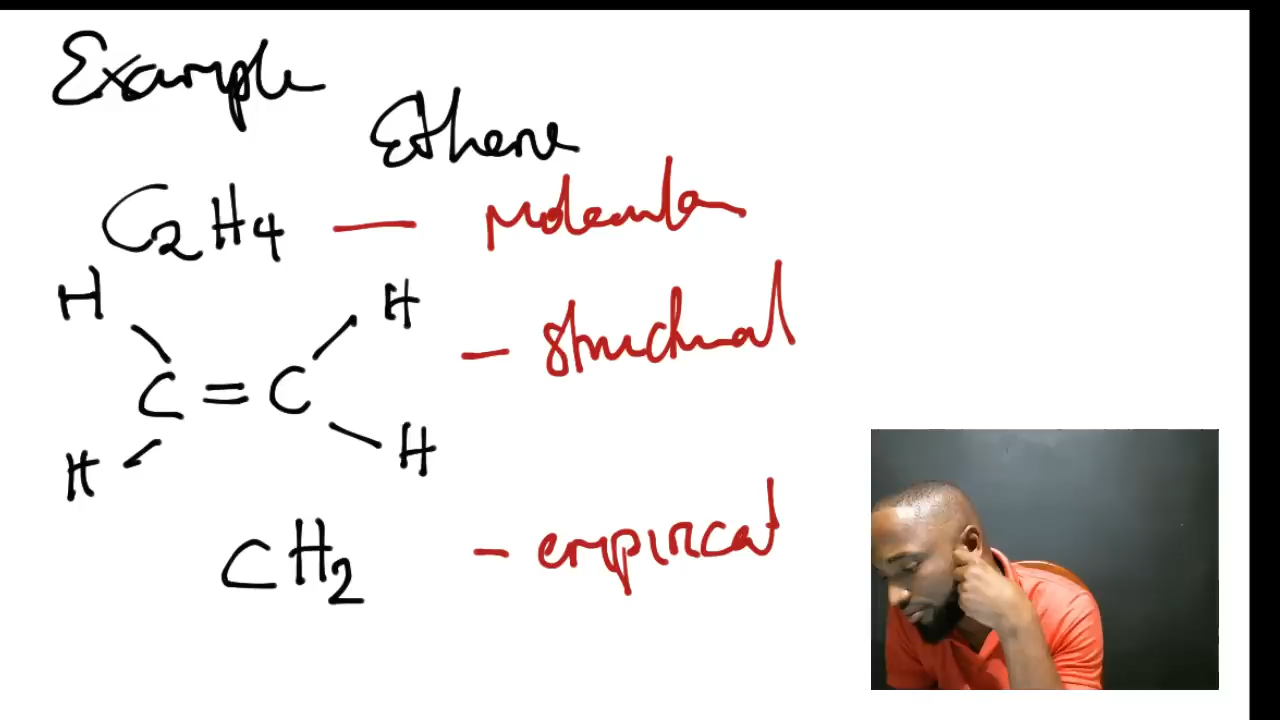 Example
Ethene
C2H4 — Molecular
H H
C = C — structural
H H
CH2 — empirical